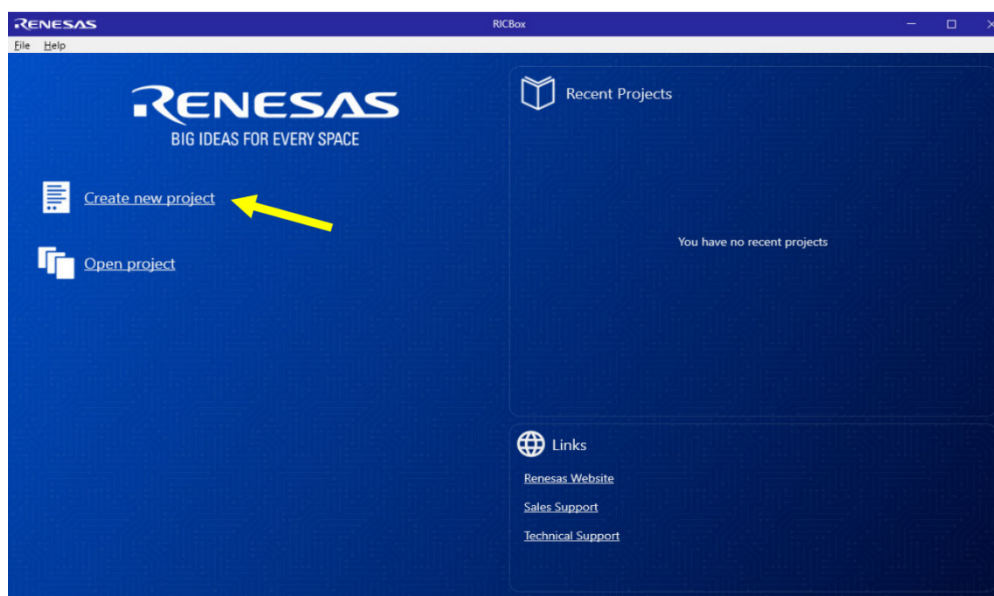 RENESAS
RICBox
File Help
RENESAS
BIG IDEAS FOR EVERY SPACE
Create new project
Open project
Recent Projects
You have no recent projects
Links
Renesas Website
Sales Support
Technical Support